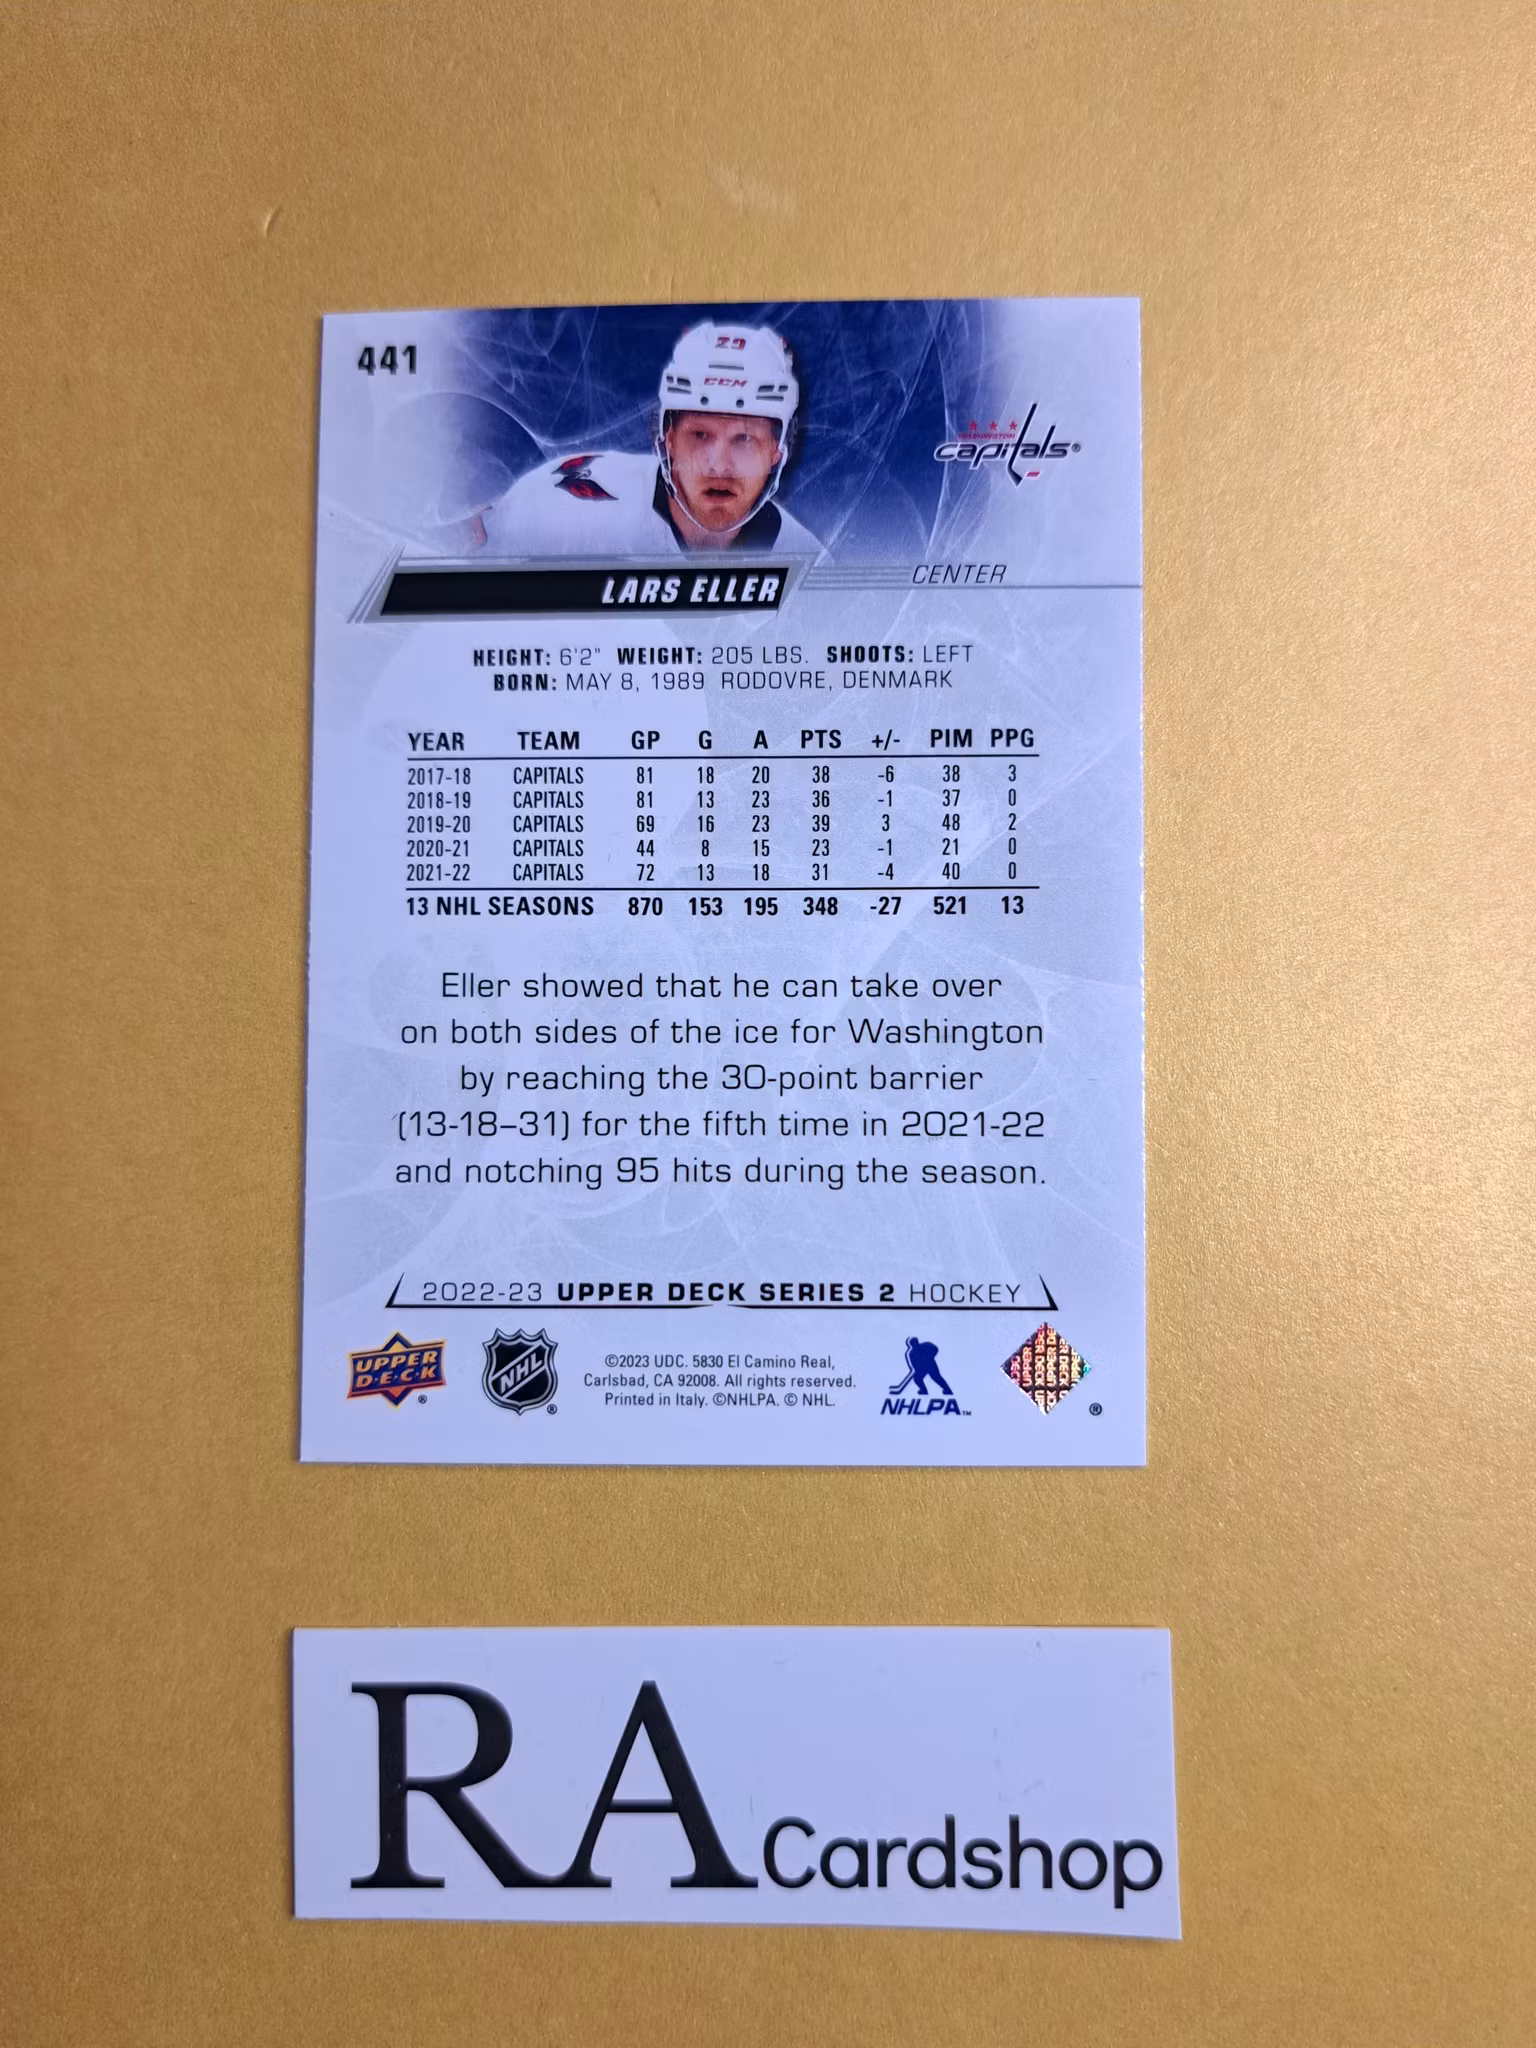 441
29
CCM
WASHINGTON
capitals®
CENTER
LARS ELLER
HEIGHT: 6'2" WEIGHT: 205 LBS. SHOOTS: LEFT
BORN: MAY 8, 1989 RODOVRE, DENMARK
YEAR TEAM GP G A PTS +/- PIM PPG
2017-18 CAPITALS 81 18 20 38 -6 38 3
2018-19 CAPITALS 81 13 23 36 -1 37 0
2019-20 CAPITALS 69 16 23 39 3 48 2
2020-21 CAPITALS 44 8 15 23 -1 21 0
2021-22 CAPITALS 72 13 18 31 -4 40 0
13 NHL SEASONS 870 153 195 348 -27 521 13
Eller showed that he can take over
on both sides of the ice for Washington
by reaching the 30-point barrier
(13-18–31) for the fifth time in 2021-22
and notching 95 hits during the season.
2022-23 UPPER DECK SERIES 2 HOCKEY
UPPER
D·E·C·K
®
NHL
®
©2023 UDC. 5830 El Camino Real,
Carlsbad, CA 92008. All rights reserved.
Printed in Italy. ©NHLPA. © NHL.
NHLPA™
®
RA Cardshop